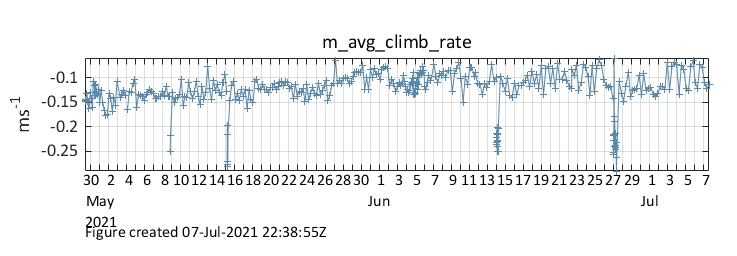 m_avg_climb_rate
-0.1
-0.15
-0.2
-0.25
ms-1
30 2 4 6 8 10 12 14 16 18 20 22 24 26 28 30 1 3 5 7 9 11 13 15 17 19 21 23 25 27 29 1 3 5 7
May Jun Jul
2021
Figure created 07-Jul-2021 22:38:55Z